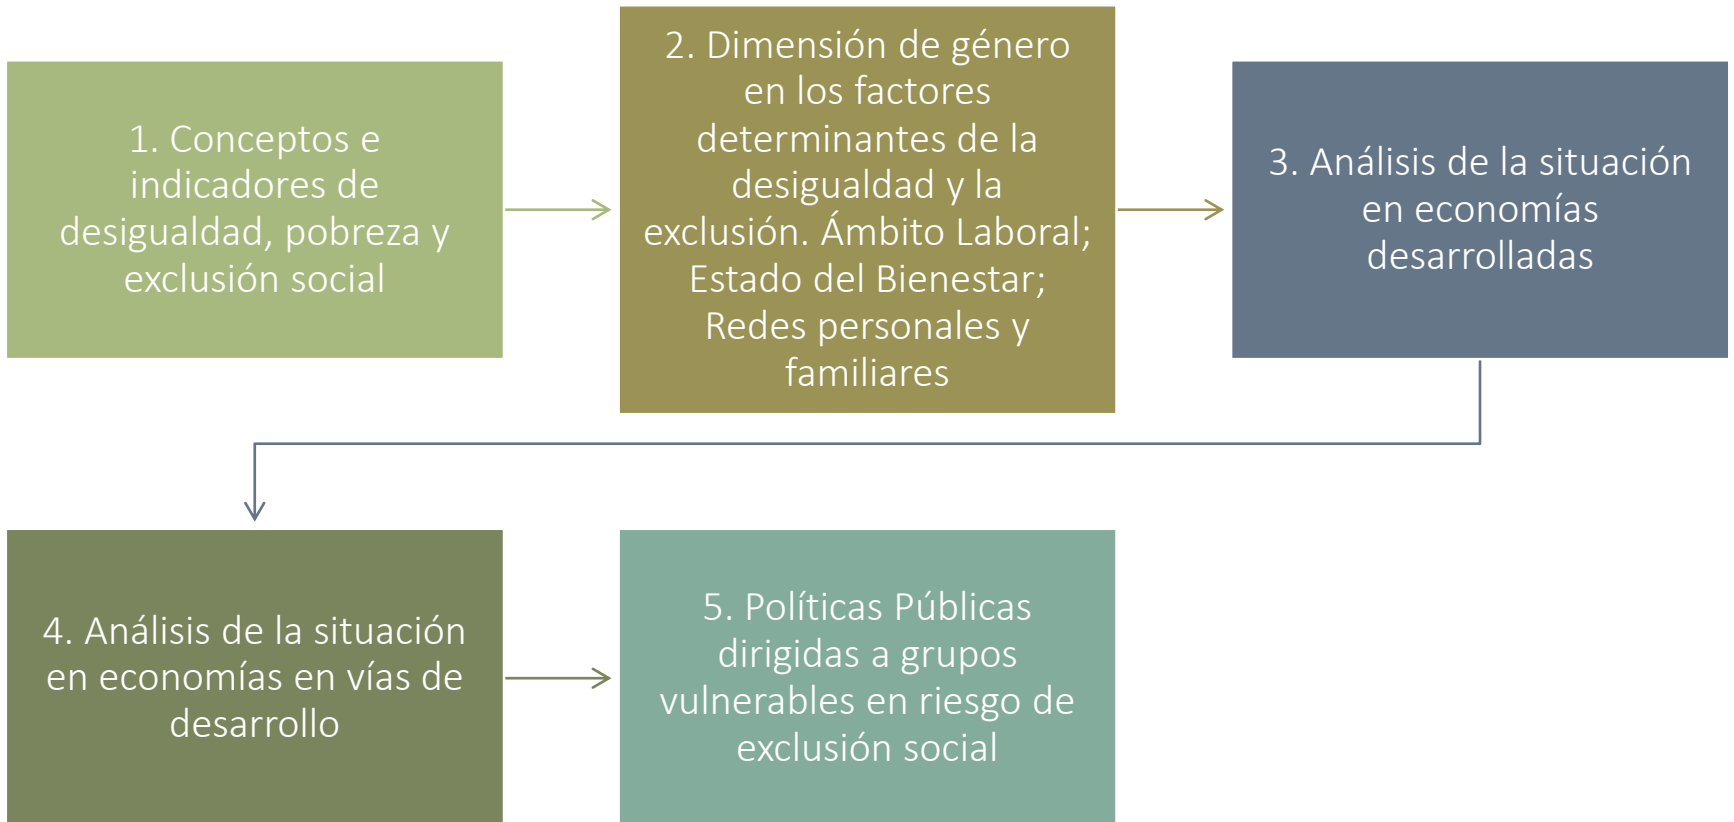 1. Conceptos e
indicadores de
desigualdad, pobreza y
exclusión social
2. Dimensión de género
en los factores
determinantes de la
desigualdad y la
exclusión. Ámbito Laboral;
Estado del Bienestar;
Redes personales y
familiares
3. Análisis de la situación
en economías
desarrolladas
4. Análisis de la situación
en economías en vías de
desarrollo
5. Políticas Públicas
dirigidas a grupos
vulnerables en riesgo de
exclusión social